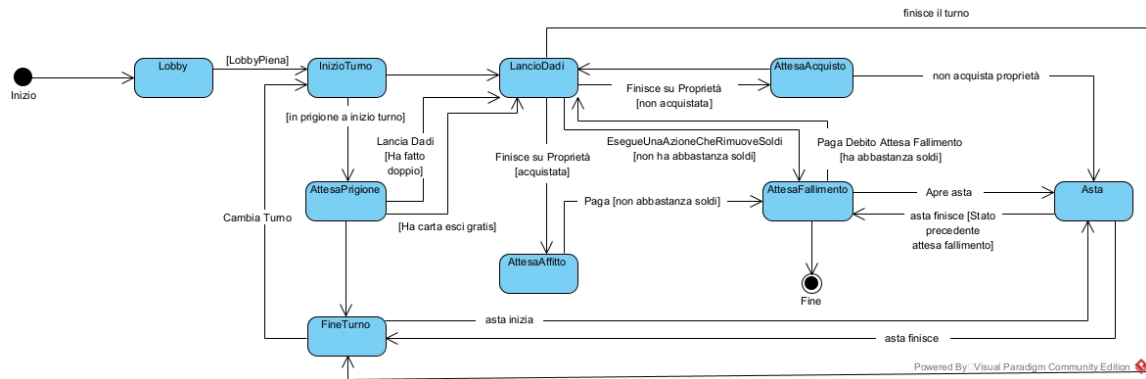 finisce il turno
Lobby
[LobbyPiena]
InizioTurno
LancioDadi
AttesaAcquisto
Inizio
Finisce su Proprietà
[non acquistata]
non acquista proprietà
[in prigione a inizio turno]
Lancia Dadi
[Ha fatto
doppio]
Finisce su Proprietà
[acquistata]
EsegueUnaAzioneCheRimuoveSoldi
[non ha abbastanza soldi]
Paga Debito Attesa Fallimento
[ha abbastanza soldi]
AttesaPrigione
AttesaFallimento
Apre asta
Asta
Cambia Turno
[Ha carta esci gratis]
Paga [non abbastanza soldi]
asta finisce [Stato
precedente
attesa fallimento]
AttesaAffitto
Fine
FineTurno
asta inizia
asta finisce
Powered By Visual Paradigm Community Edition